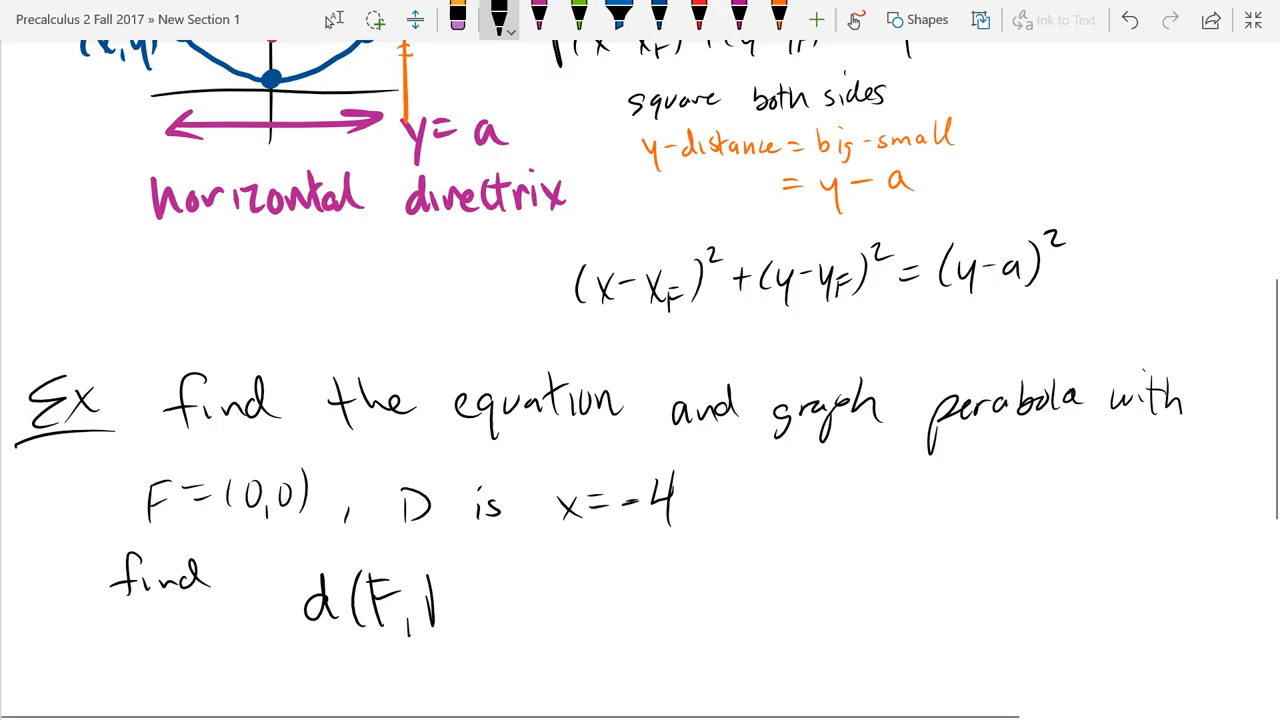 Precalculus 2 Fall 2017 » New Section 1
Shapes
Ink to Text
(x,y)
square both sides
y-distance = big-small
= y - a
y = a
horizontal directrix
(x-x_F)² + (y-y_F)² = (y-a)²
Ex find the equation and graph perabola with
F=(0,0), D is x=-4
find d(F,